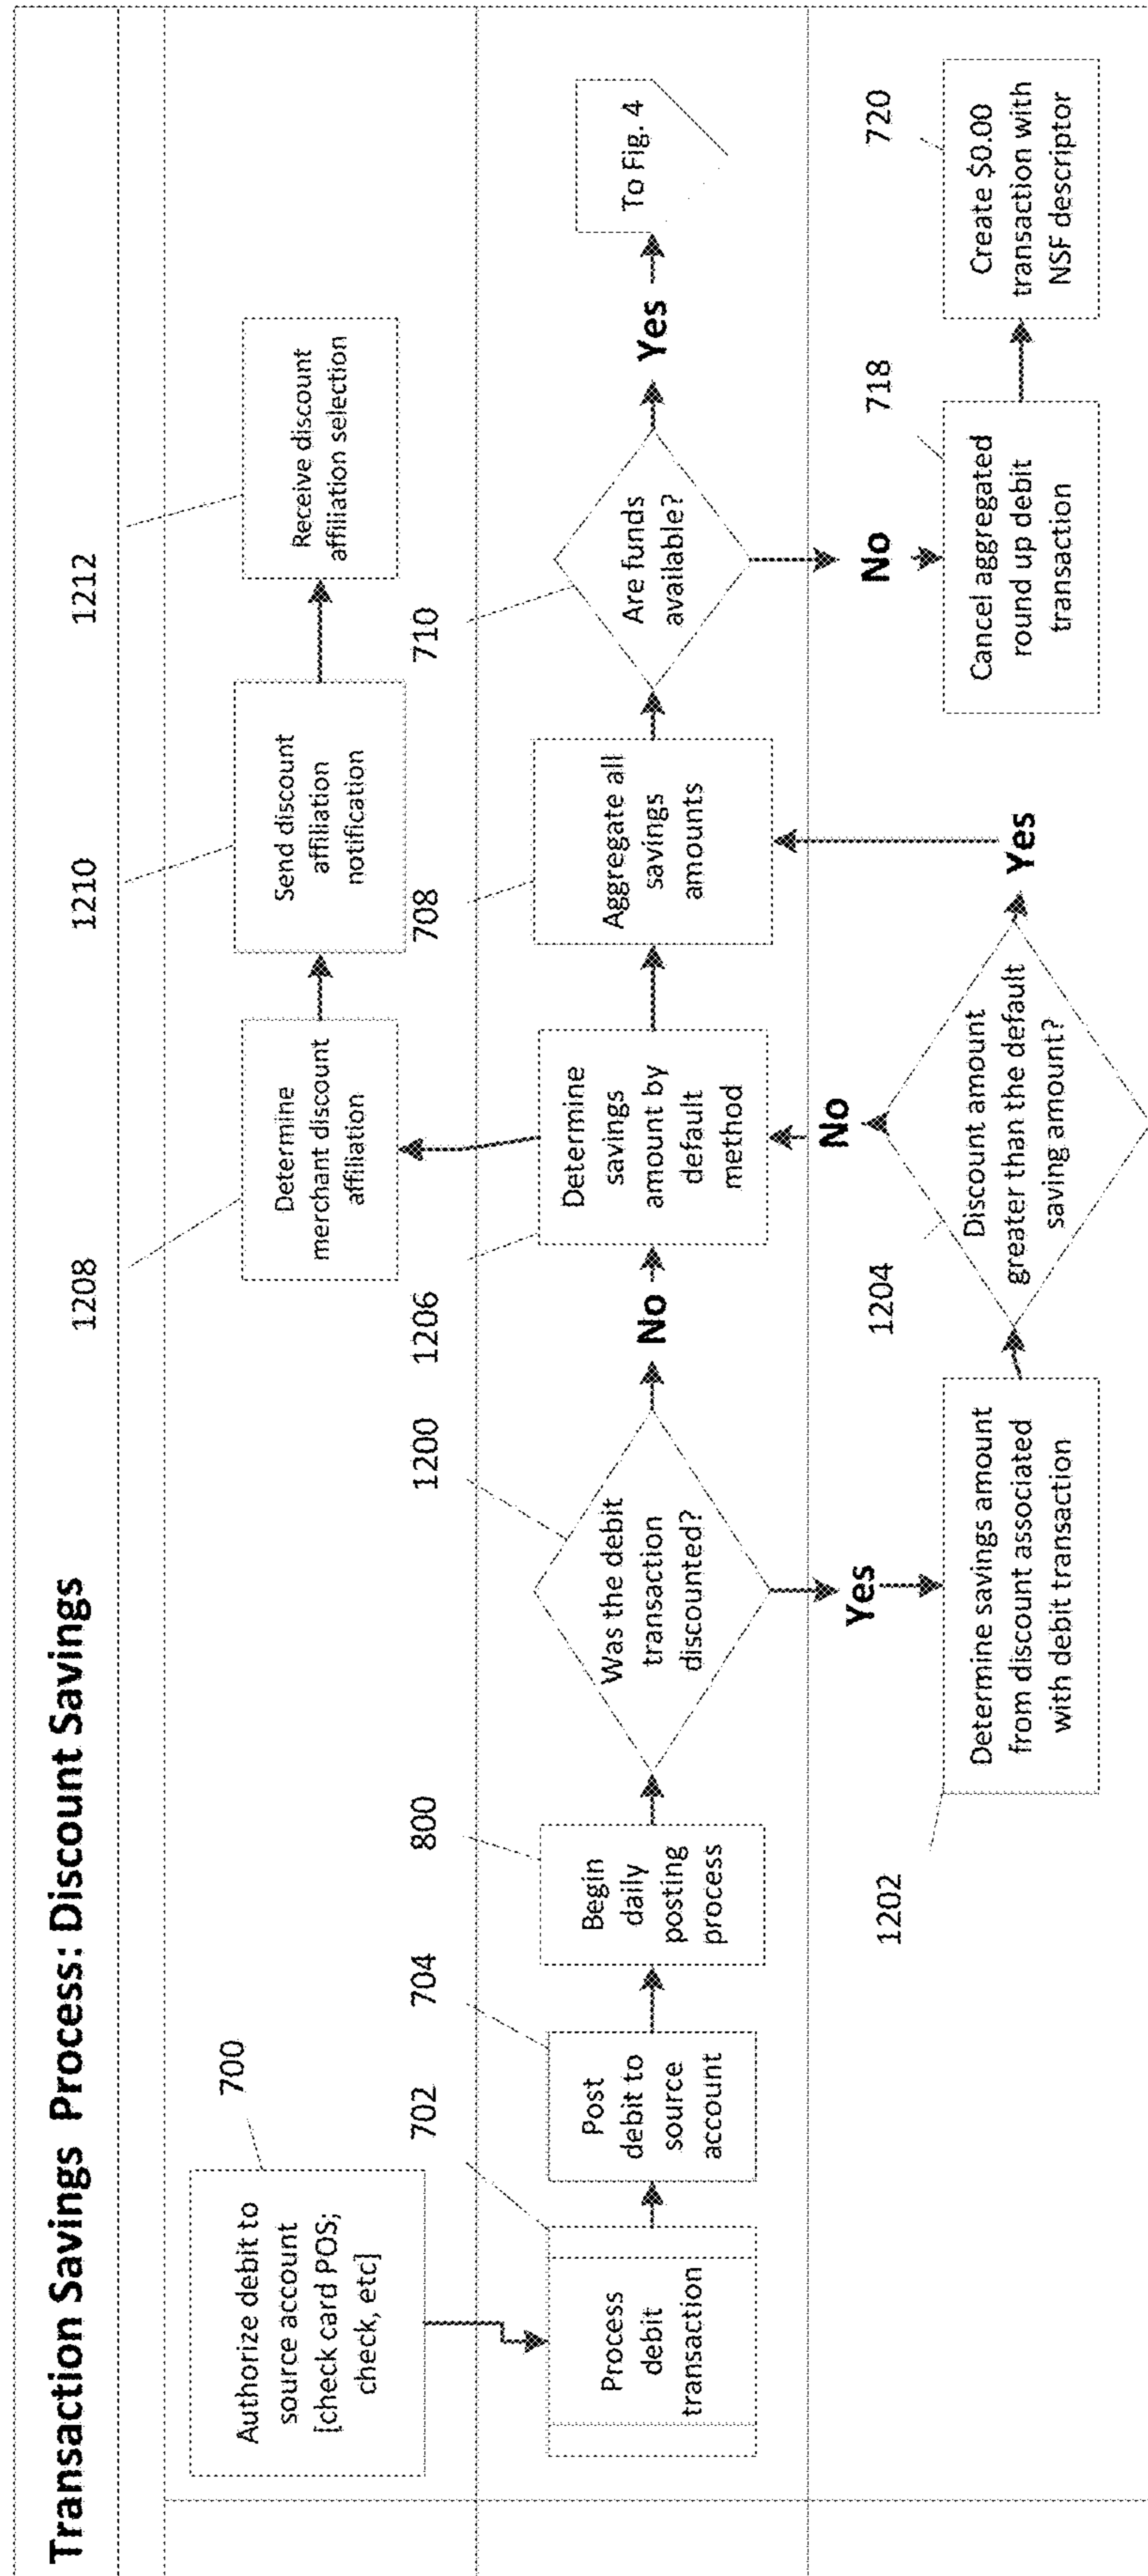 Transaction Savings Process: Discount Savings
1208
1210
1212
700
Authorize debit to
source account
[check card POS;
check, etc]
Determine
merchant discount
affiliation
Send discount
affiliation
notification
Receive discount
affiliation selection
702
704
800
1200
1206
708
710
Process
debit
transaction
Post
debit to
source
account
Begin
daily
posting
process
Was the debit
transaction
discounted?
No
Determine
savings
amount by
default
method
Aggregate all
savings
amounts
Are funds
available?
Yes
To Fig. 4
Yes
No
No
1202
1204
718
720
Determine savings amount
from discount associated
with debit transaction
Discount amount
greater than the default
saving amount?
Yes
Cancel aggregated
round up debit
transaction
Create $0.00
transaction with
NSF descriptor